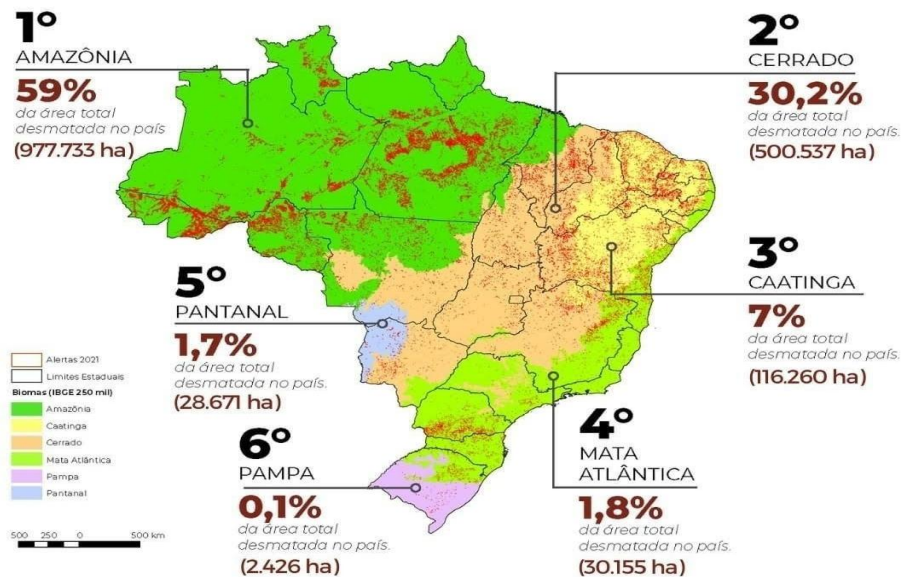 1º
AMAZÔNIA
59%
da área total
desmatada no país
(977.733 ha)
2º
CERRADO
30,2%
da área total
desmatada no país.
(500.537 ha)
3º
CAATINGA
7%
da área total
desmatada no país.
(116.260 ha)
5º
PANTANAL
1,7%
da área total
desmatada no país.
(28.671 ha)
4º
MATA
ATLÂNTICA
1,8%
da área total
desmatada no país.
(30.155 ha)
6º
PAMPA
0,1%
da área total
desmatada no país.
(2.426 ha)
Alertas 2021
Limites Estaduais
Biomas (IBGE 250 mil)
Amazônia
Caatinga
Cerrado
Mata Atlântica
Pampa
Pantanal
500 250 0 500 km